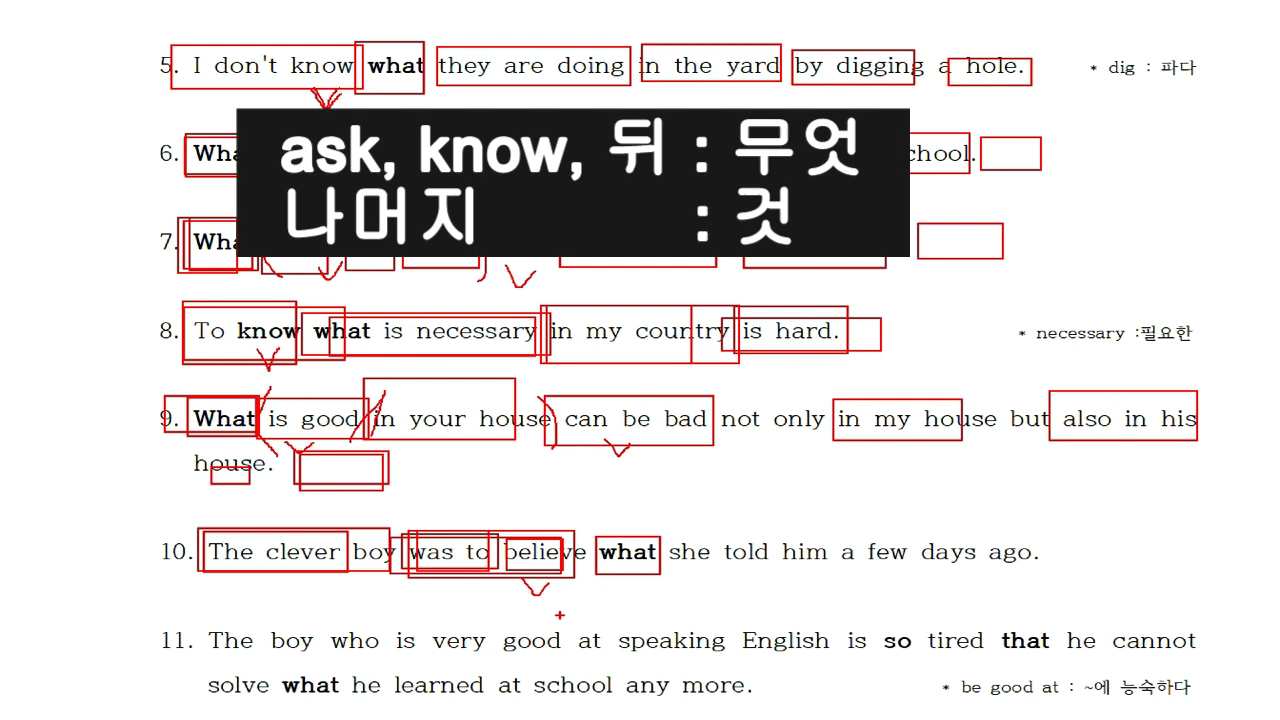 5. I don't know what they are doing in the yard by digging a hole. * dig : 파다
ask, know, 뒤 : 무엇
나머지 : 것
6.
7.
8. To know what is necessary in my country is hard. * necessary :필요한
9. What is good in your house can be bad not only in my house but also in his
house.
10. The clever boy was to believe what she told him a few days ago.
11. The boy who is very good at speaking English is so tired that he cannot
solve what he learned at school any more. * be good at : ~에 능숙하다